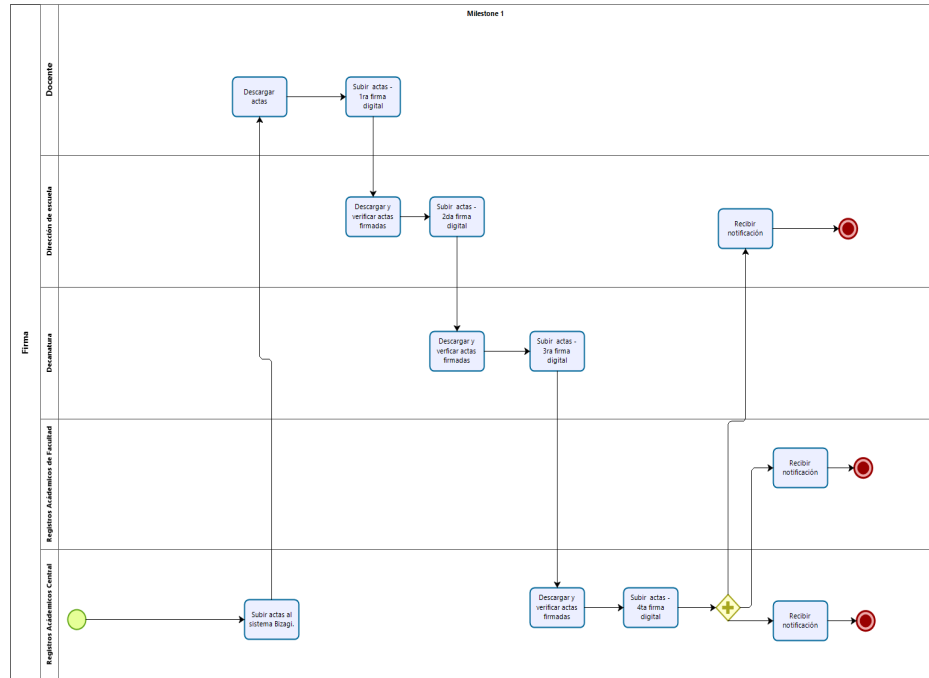 Milestone 1
Firma
Docente
Descargar
actas
Subir actas -
1ra firma
digital
Dirección de escuela
Descargar y
verificar actas
firmadas
Subir actas -
2da firma
digital
Recibir
notificación
Decanatura
Descargar y
verficar actas
firmadas
Subir actas -
3ra firma
digital
Registros Acádemicos de Facultad
Recibir
notificación
Registros Acádemicos Central
Subir actas al
sistema Bizagi.
Descargar y
verificar actas
firmadas
Subir actas -
4ta firma
digital
Recibir
notificación